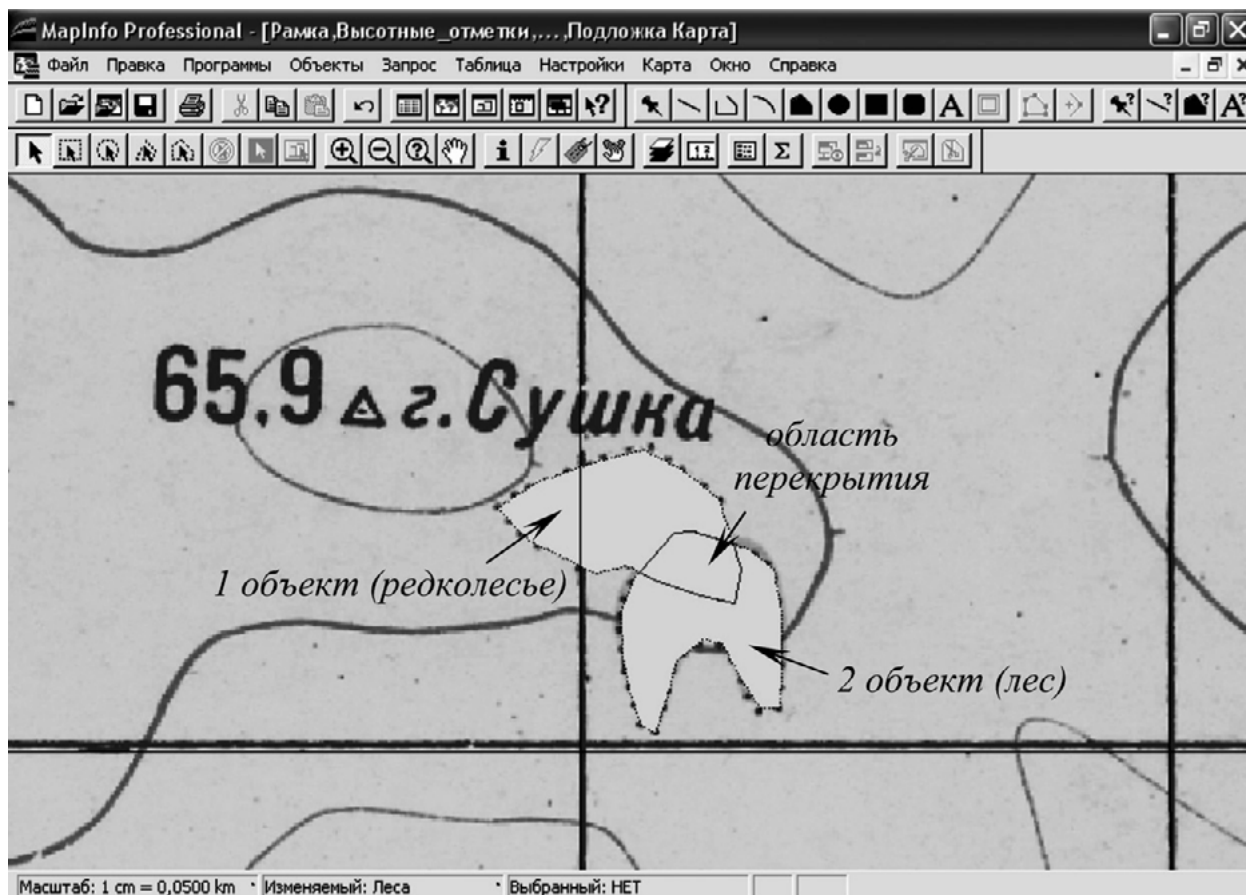 MapInfo Professional - [Рамка,Высотные_отметки,...,Подложка Карта]
Файл Правка Программы Объекты Запрос Таблица Настройки Карта Окно Справка
65,9 г. Сушка
область
перекрытия
1 объект (редколесье)
2 объект (лес)
Масштаб: 1 cm = 0,0500 km Изменяемый: Леса Выбранный: НЕТ